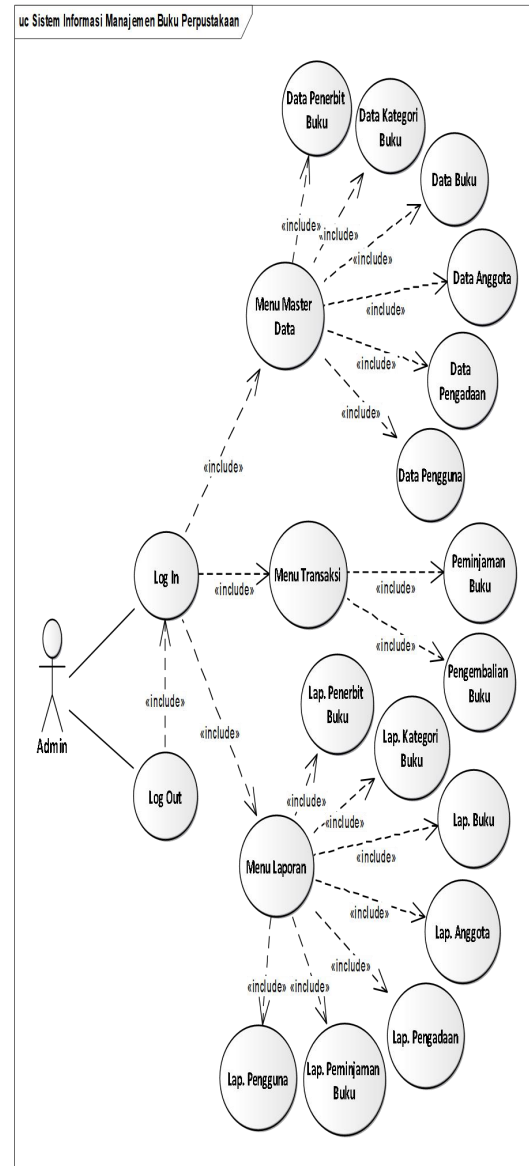 uc Sistem Informasi Manajemen Buku Perpustakaan
Data Penerbit
Buku
Data Kategori
Buku
Data Buku
«include»
«include»
«include»
Data Anggota
Menu Master
Data
«include»
«include»
Data
Pengadaan
«include»
Data Pengguna
«include»
Log In
«include»
Menu Transaksi
«include»
Peminjaman
Buku
«include»
Pengembalian
Buku
Admin
«include»
«include»
Log Out
Lap. Penerbit
Buku
Lap. Kategori
Buku
«include»
«include»
Lap. Buku
Menu Laporan
«include»
«include»
Lap. Anggota
«include»
«include»
«include»
Lap. Pengadaan
Lap. Pengguna
Lap. Peminjaman
Buku